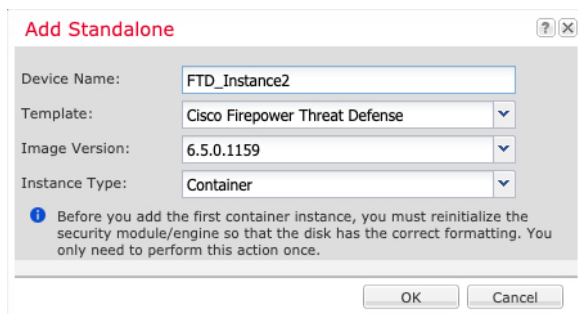 Add Standalone
Device Name: FTD_Instance2
Template: Cisco Firepower Threat Defense
Image Version: 6.5.0.1159
Instance Type: Container
Before you add the first container instance, you must reinitialize the
security module/engine so that the disk has the correct formatting. You
only need to perform this action once.
OK Cancel